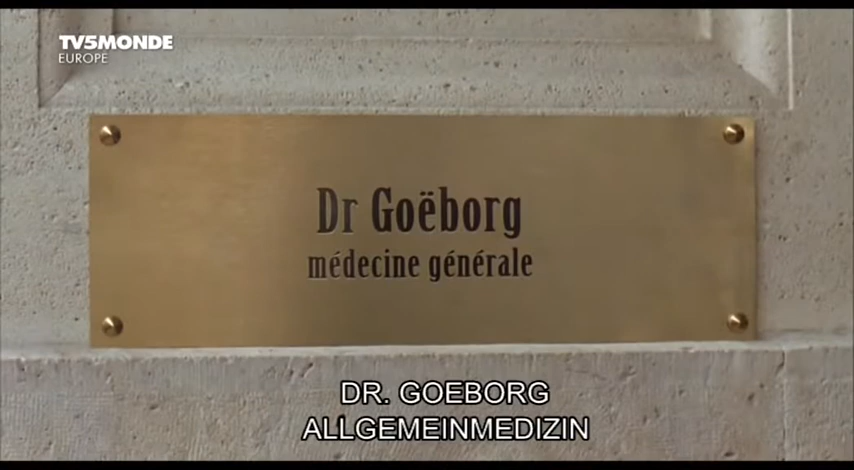 TV5MONDE
EUROPE
Dr Goëborg
médecine générale
DR. GOEBORG
ALLGEMEINMEDIZIN